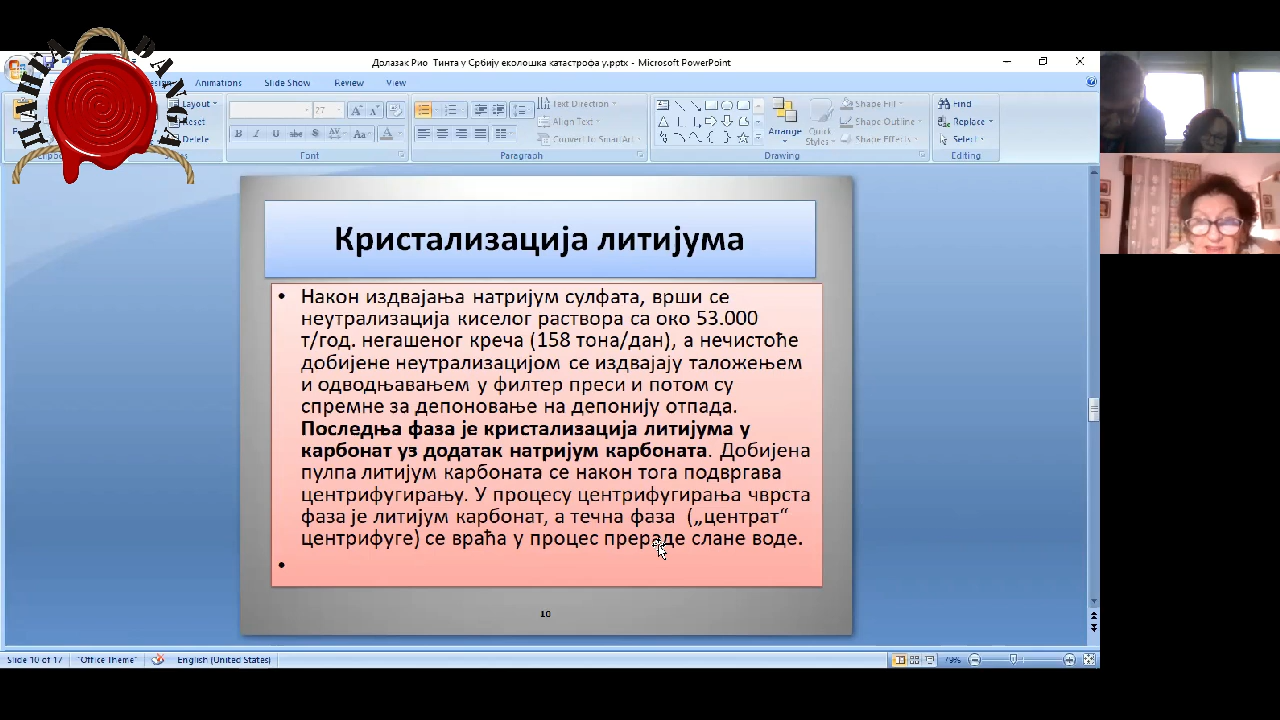 Долазак Рио Тинта у Србију еколошка катастрофа у.pptx - Microsoft PowerPoint
Animations Slide Show Review View
Layout
Reset
Delete
27
Font
Text Direction
Align Text
Convert to SmartArt
Paragraph
Arrange
Quick
Styles
Shape Fill
Shape Outline
Shape Effects
Drawing
Find
Replace
Select
Editing
Кристализација литијума
• Након издвајања натријум сулфата, врши се
неутрализација киселог раствора са око 53.000
т/год. негашеног креча (158 тона/дан), а нечистоће
добијене неутрализацијом се издвајају таложењем
и одводњавањем у филтер преси и потом су
спремне за депоновање на депонију отпада.
Последња фаза је кристализација литијума у
карбонат уз додатак натријум карбоната. Добијена
пулпа литијум карбоната се након тога подвргава
центрифугирању. У процесу центрифугирања чврста
фаза је литијум карбонат, а течна фаза („центрат“
центрифуге) се враћа у процес прераде слане воде.
•
10
Slide 10 of 17 "Office Theme" English (United States) 79%